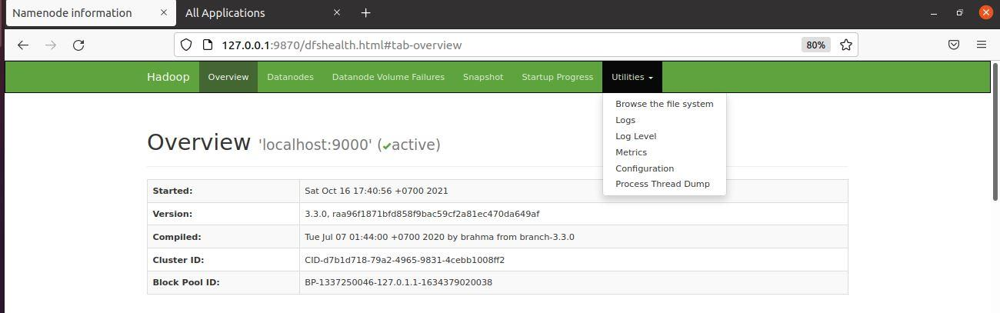 Namenode information
All Applications
127.0.0.1:9870/dfshealth.html#tab-overview
80%
Hadoop Overview Datanodes Datanode Volume Failures Snapshot Startup Progress Utilities
Browse the file system
Logs
Log Level
Metrics
Configuration
Process Thread Dump
Overview 'localhost:9000' (✔active)
Started: Sat Oct 16 17:40:56 +0700 2021
Version: 3.3.0, raa96f1871bfd858f9bac59cf2a81ec470da649af
Compiled: Tue Jul 07 01:44:00 +0700 2020 by brahma from branch-3.3.0
Cluster ID: CID-d7b1d718-79a2-4965-9831-4cebb1008ff2
Block Pool ID: BP-1337250046-127.0.1.1-1634379020038